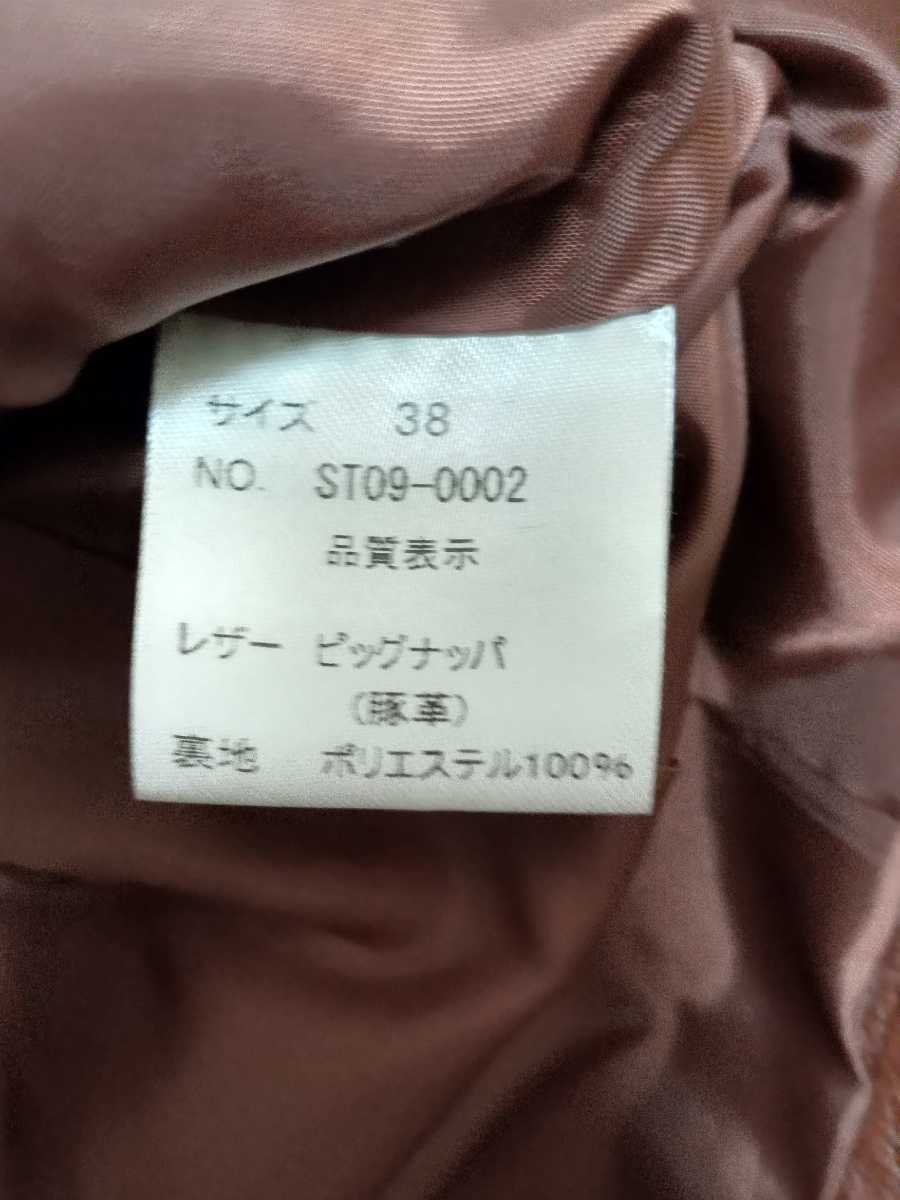 サイズ 38
NO. ST09-0002
品質表示
レザー ピッグナッパ
(豚革)
裏地 ポリエステル100%